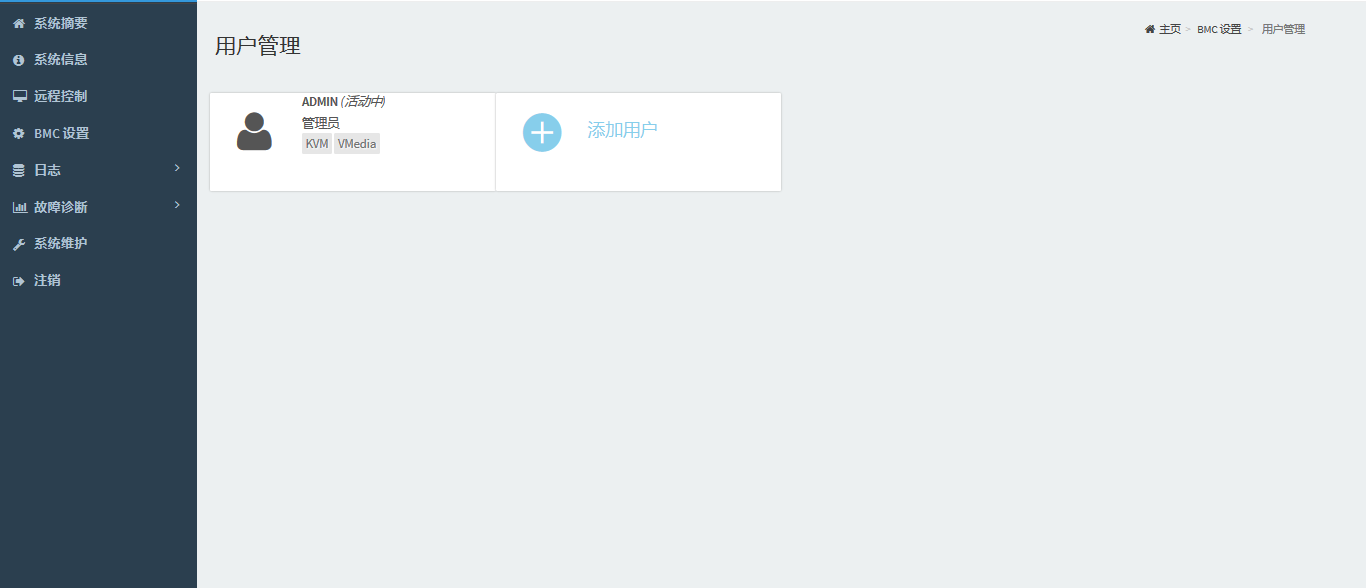 系统摘要
系统信息
远程控制
BMC 设置
日志
故障诊断
系统维护
注销
用户管理
主页 > BMC 设置 > 用户管理
ADMIN (活动中)
管理员
KVM VMedia
添加用户